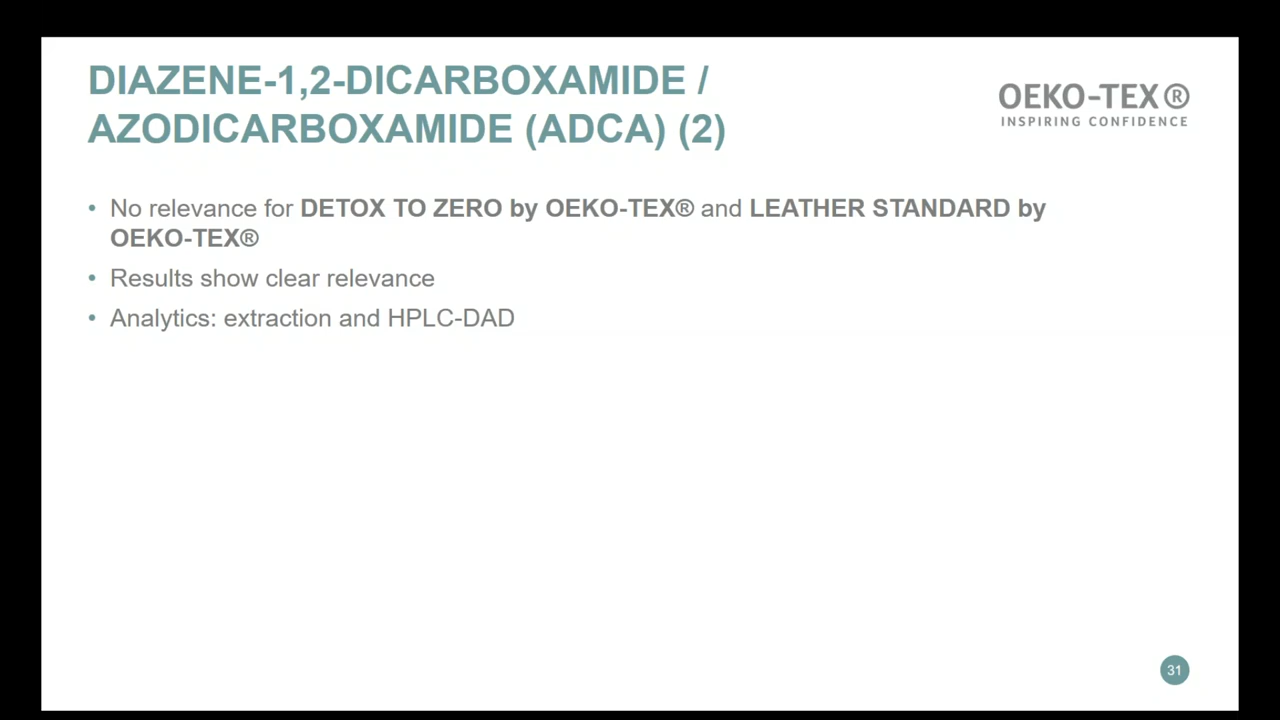 DIAZENE-1,2-DICARBOXAMIDE /
AZODICARBOXAMIDE (ADCA) (2)
OEKO-TEX®
INSPIRING CONFIDENCE
• No relevance for DETOX TO ZERO by OEKO-TEX® and LEATHER STANDARD by
OEKO-TEX®
• Results show clear relevance
• Analytics: extraction and HPLC-DAD
31